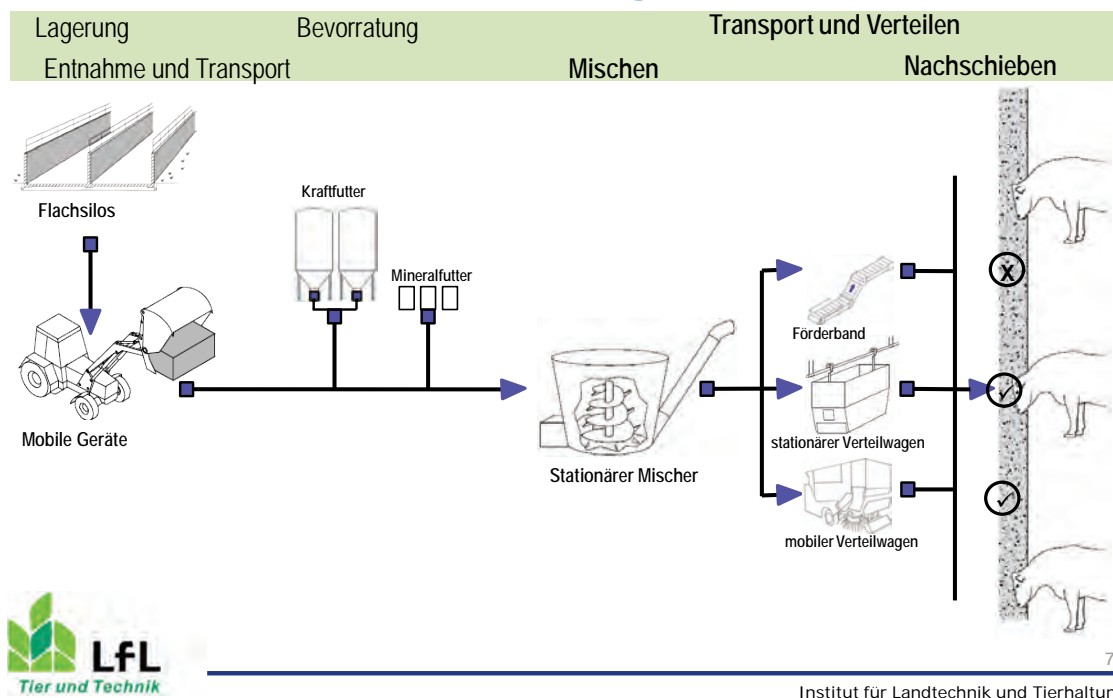 Lagerung
Bevorratung
Transport und Verteilen
Entnahme und Transport
Mischen
Nachschieben
Flachsilos
Kraftfutter
Mineralfutter
X
Förderband
Mobile Geräte
stationärer Verteilwagen
Stationärer Mischer
mobiler Verteilwagen
LfL
Tier und Technik
7
Institut für Landtechnik und Tierhaltun